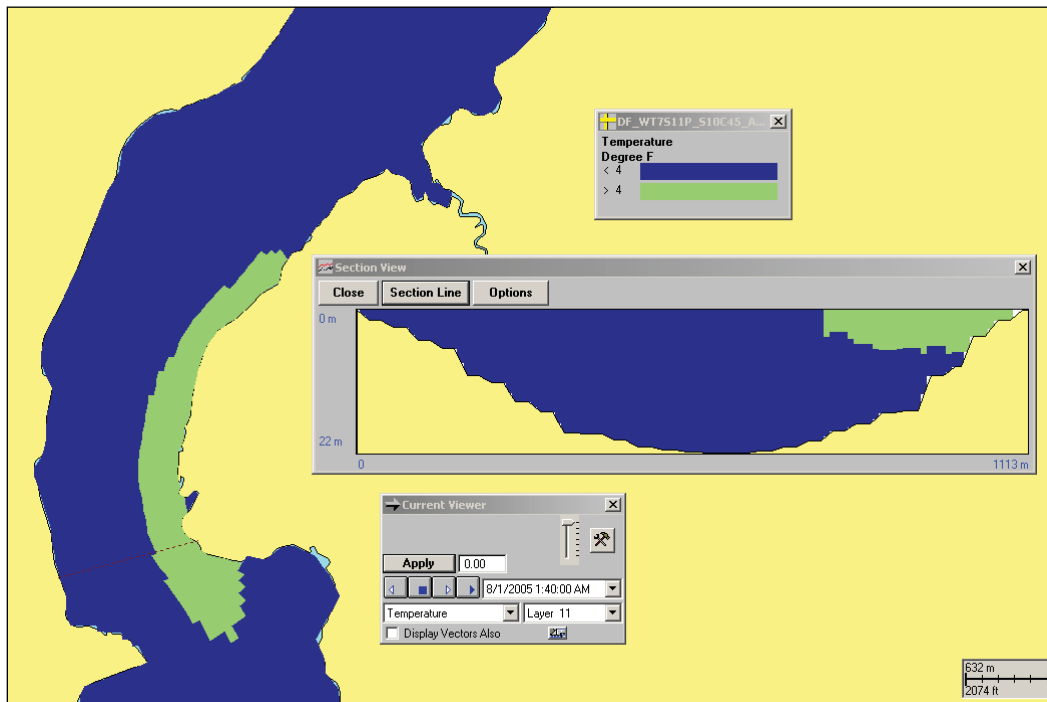 DF_WT7S11P_S10C45_A...
Temperature
Degree F
< 4
> 4
Section View
Close Section Line Options
0 m
22 m
0 1113 m
Current Viewer
Apply 0.00
8/1/2005 1:40:00 AM
Temperature Layer 11
Display Vectors Also
632 m
2074 ft